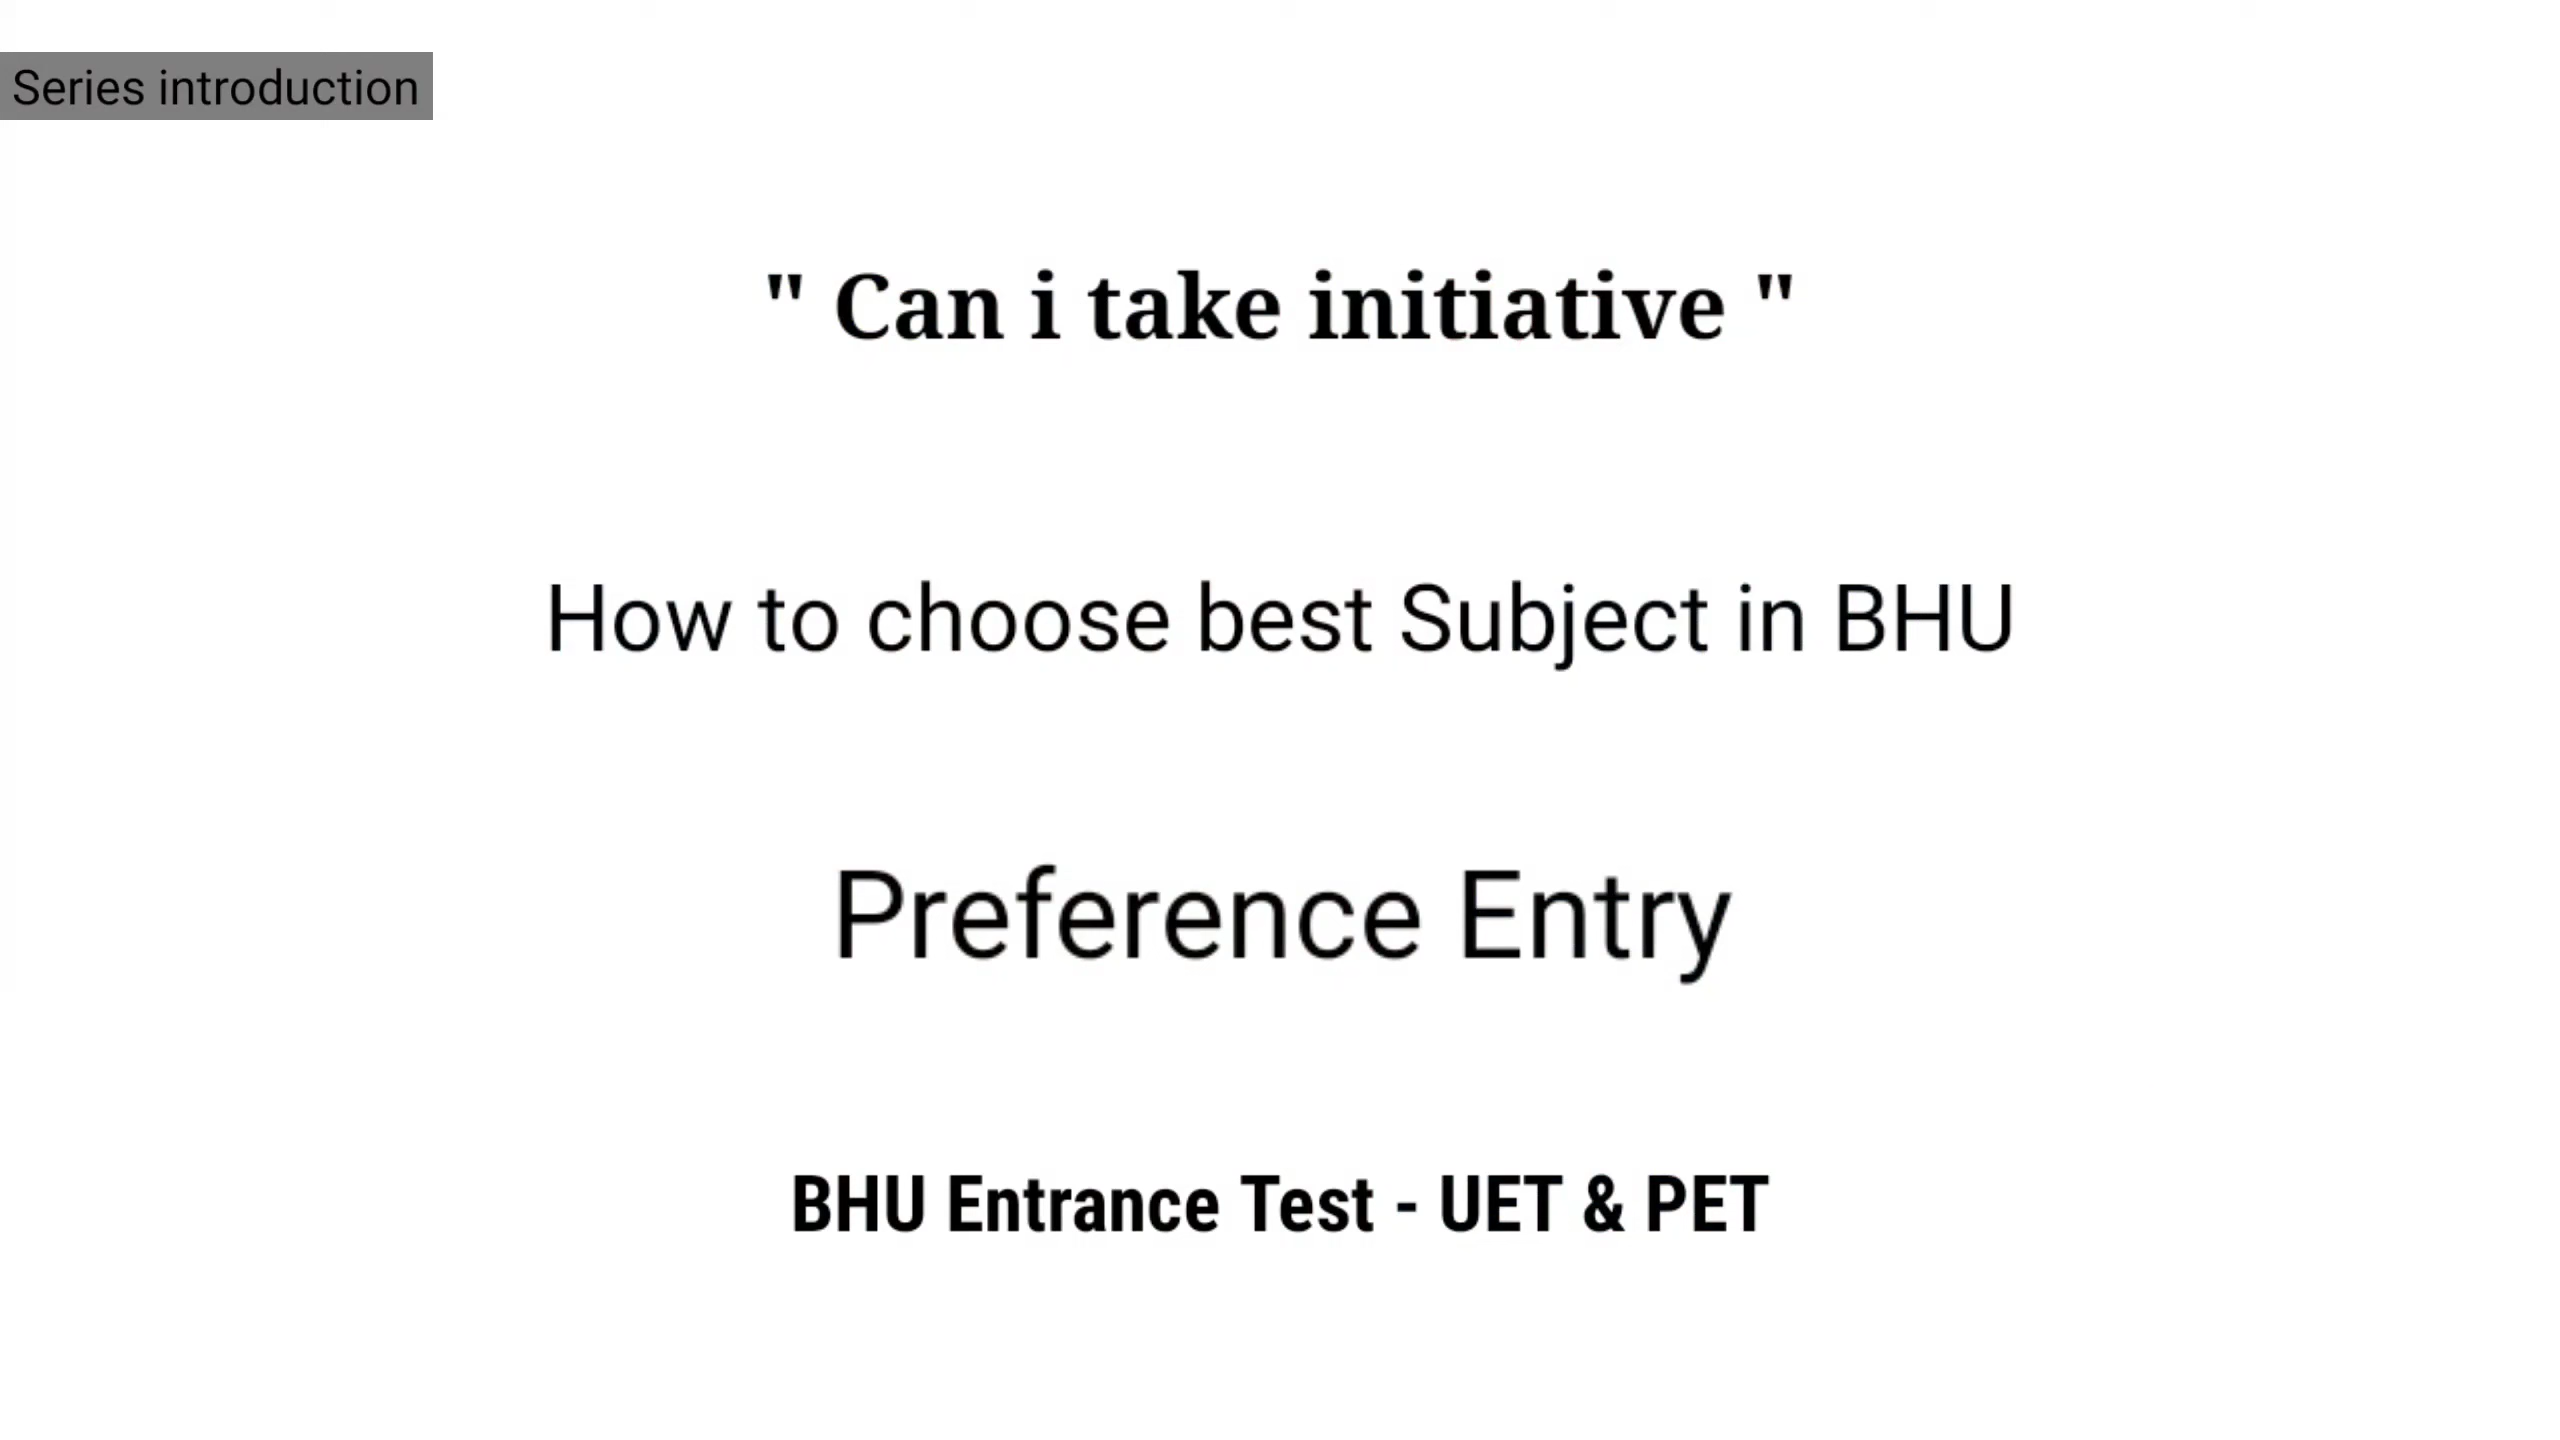 Series introduction
" Can i take initiative "
How to choose best Subject in BHU
Preference Entry
BHU Entrance Test - UET & PET